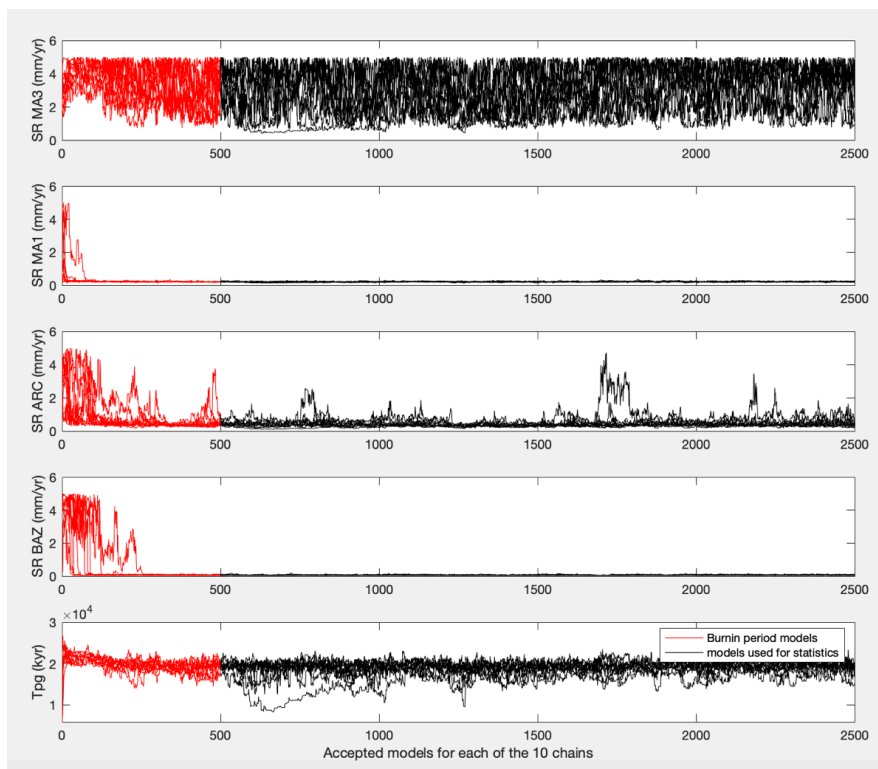 6
4
2
0
SR MA3 (mm/yr)
0 500 1000 1500 2000 2500
6
4
2
0
SR MA1 (mm/yr)
0 500 1000 1500 2000 2500
6
4
2
0
SR ARC (mm/yr)
0 500 1000 1500 2000 2500
6
4
2
0
SR BAZ (mm/yr)
0 500 1000 1500 2000 2500
×10⁴
3
2
1
Tpg (kyr)
Burnin period models
models used for statistics
0 500 1000 1500 2000 2500
Accepted models for each of the 10 chains